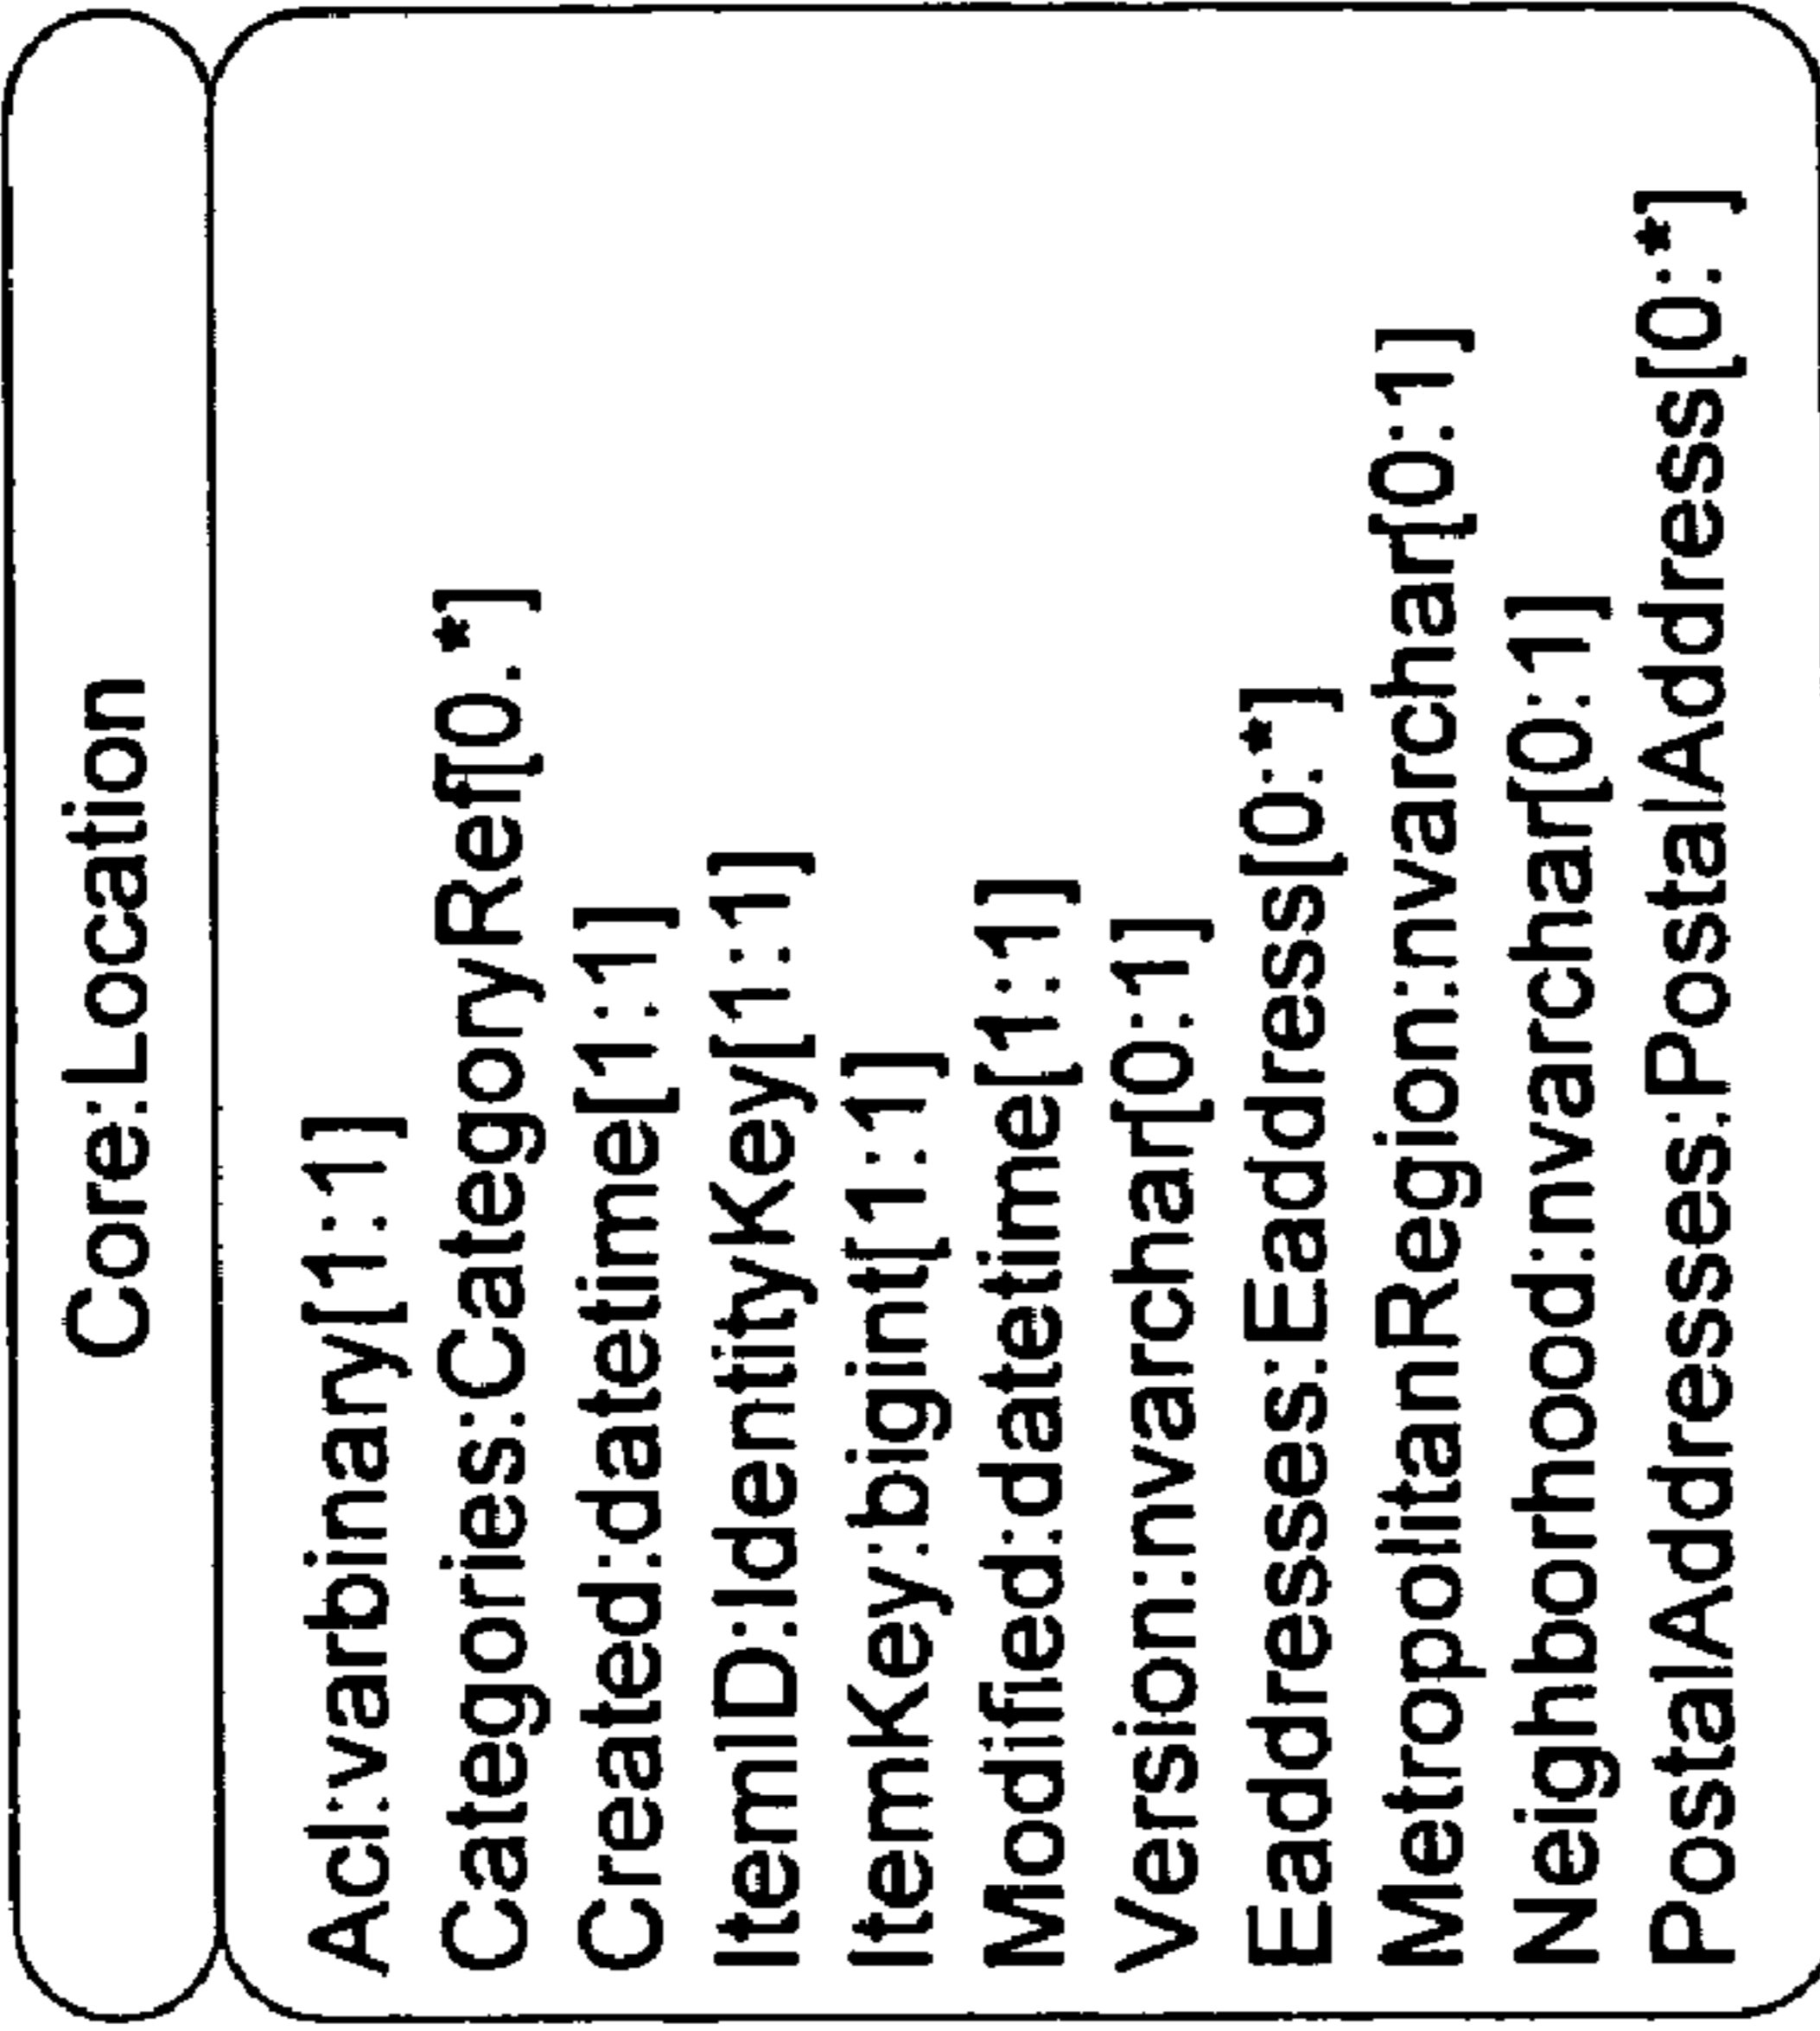 Core:Location
Acl:varbinary[1:1]
Categories:CategoryRef[0.*]
Created:datetime[1:1]
ItemID:IdentityKey[1:1]
ItemKey:bigint[1:1]
Modified:datetime[1:1]
Version:nvarchar[0:1]
Eaddresses:Eaddress[0:*]
MetropolitanRegion:nvarchar[0:1]
Neighborhood:nvarchar[0:1]
PostalAddresses:PostalAddress[0:*]